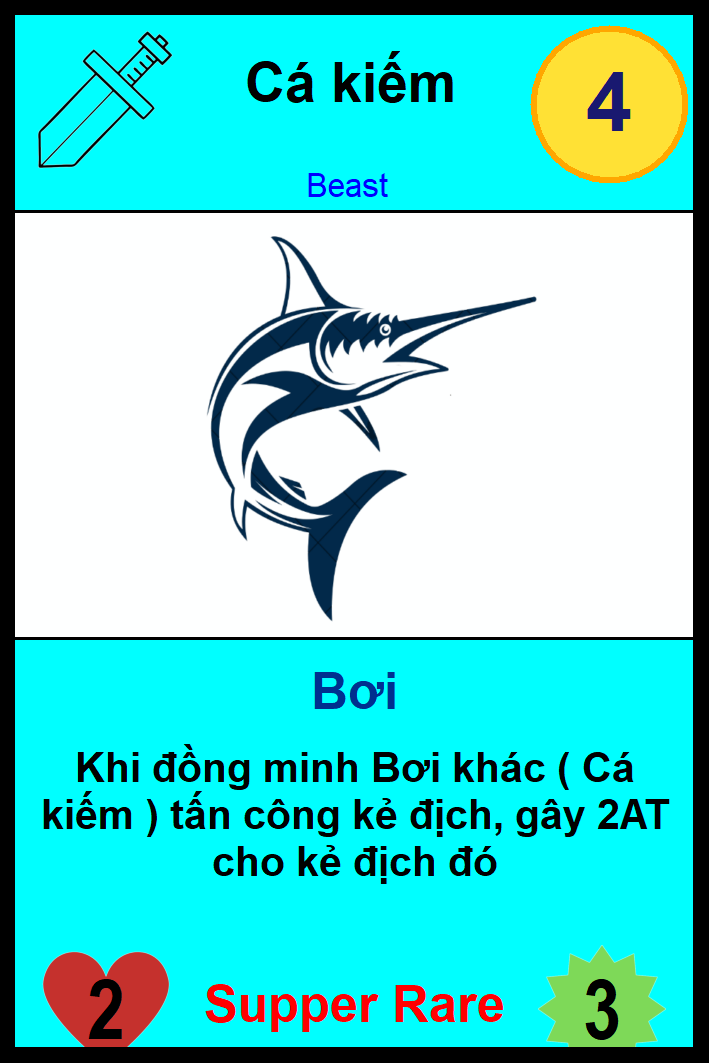 Cá kiếm
4
Beast
Bơi
Khi đồng minh Bơi khác ( Cá
kiếm ) tấn công kẻ địch, gây 2AT
cho kẻ địch đó
2
Supper Rare
3